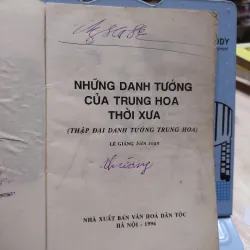 NHỮNG DANH TƯỚNG
CỦA TRUNG HOA
THỜI XƯA
(THẬP ĐẠI DANH TƯỚNG TRUNG HOA)
LÊ GIẢNG biên soạn
NHÀ XUẤT BẢN VĂN HOÁ DÂN TỘC
HÀ NỘI - 1994